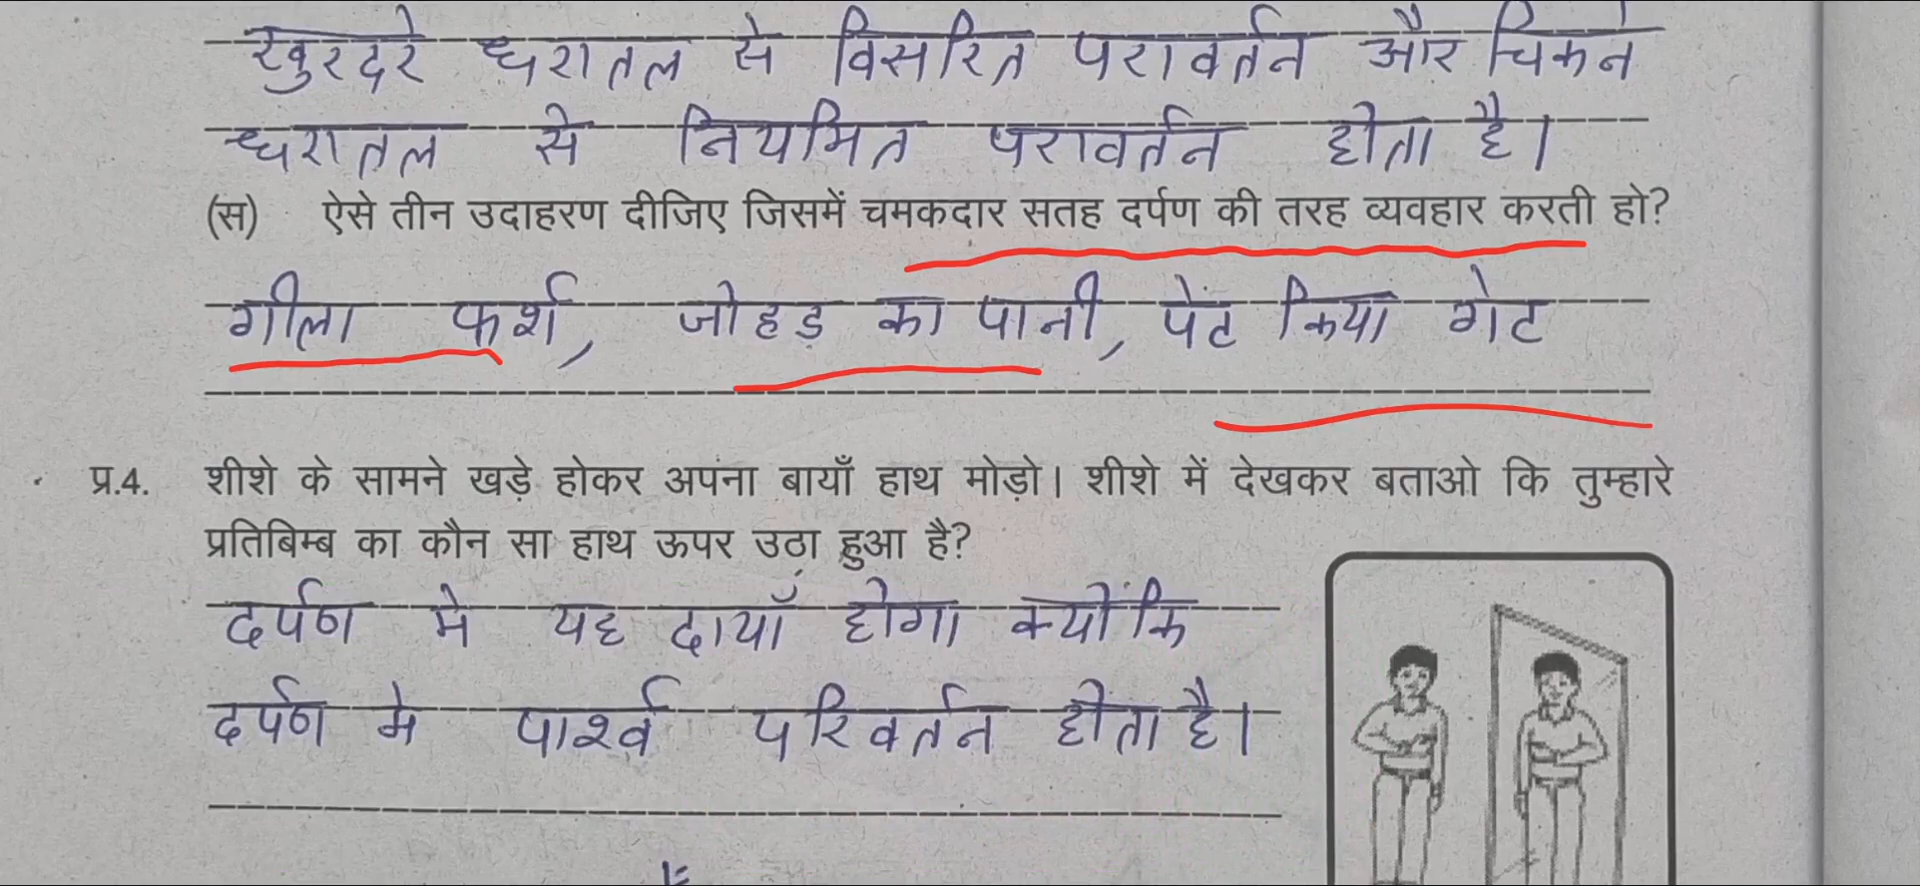 खुरदरे धरातल से विसरित परावर्तन और चिकने
धरातल से नियमित परावर्तन होता है।
(स) ऐसे तीन उदाहरण दीजिए जिसमें चमकदार सतह दर्पण की तरह व्यवहार करती हो?
गीला फर्श, जोहड़ का पानी, पेंट किया गेट
प्र.4. शीशे के सामने खड़े होकर अपना बायाँ हाथ मोड़ो। शीशे में देखकर बताओ कि तुम्हारे
प्रतिबिम्ब का कौन सा हाथ ऊपर उठा हुआ है?
दर्पण मे यह दायाँ होगा क्योंकि
दर्पण मे पार्श्व परिवर्तन होता है।